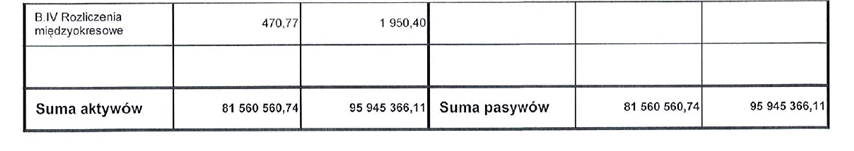 B.IV Rozliczenia
międzyokresowe 470,77 1 950,40
Suma aktywów 81 560 560,74 95 945 366,11 Suma pasywów 81 560 560,74 95 945 366,11